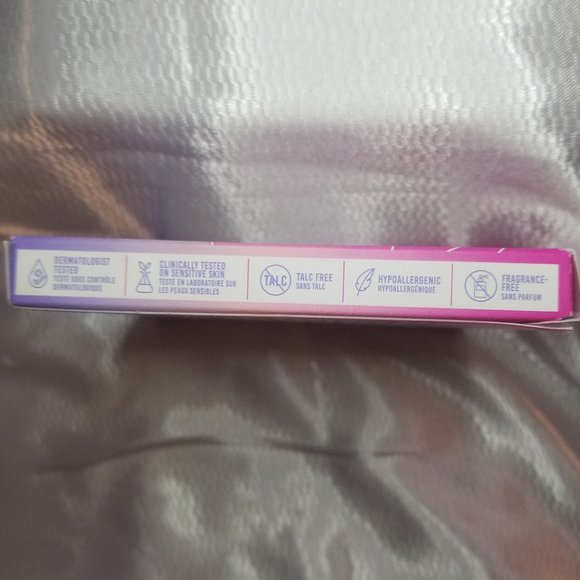 DERMATOLOGIST
TESTED
TESTÉ SOUS CONTRÔLE
DERMATOLOGIQUE
CLINICALLY TESTED
ON SENSITIVE SKIN
TESTÉ EN LABORATOIRE SUR
LES PEAUX SENSIBLES
TALC
TALC FREE
SANS TALC
HYPOALLERGENIC
HYPOALLERGÉNIQUE
FRAGRANCE-
FREE
SANS PARFUM